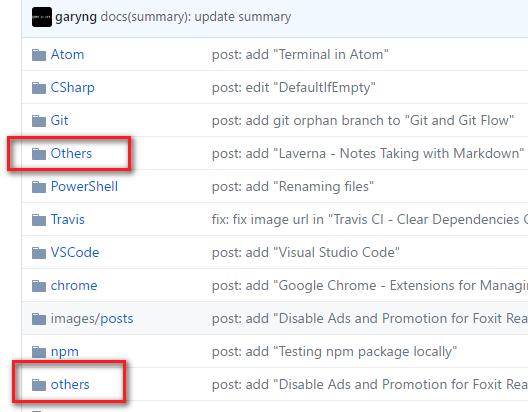 garyng docs(summary): update summary
Atom post: add "Terminal in Atom"
CSharp post: edit "DefaultIfEmpty"
Git post: add git orphan branch to "Git and Git Flow"
Others post: add "Laverna - Notes Taking with Markdown"
PowerShell post: add "Renaming files"
Travis fix: fix image url in "Travis CI - Clear Dependencies
VSCode post: add "Visual Studio Code"
chrome post: add "Google Chrome - Extensions for
images/posts post: add "Disable Ads and Promotion for Foxit
npm post: add "Testing npm package locally"
others post: add "Disable Ads and Promotion for Foxit